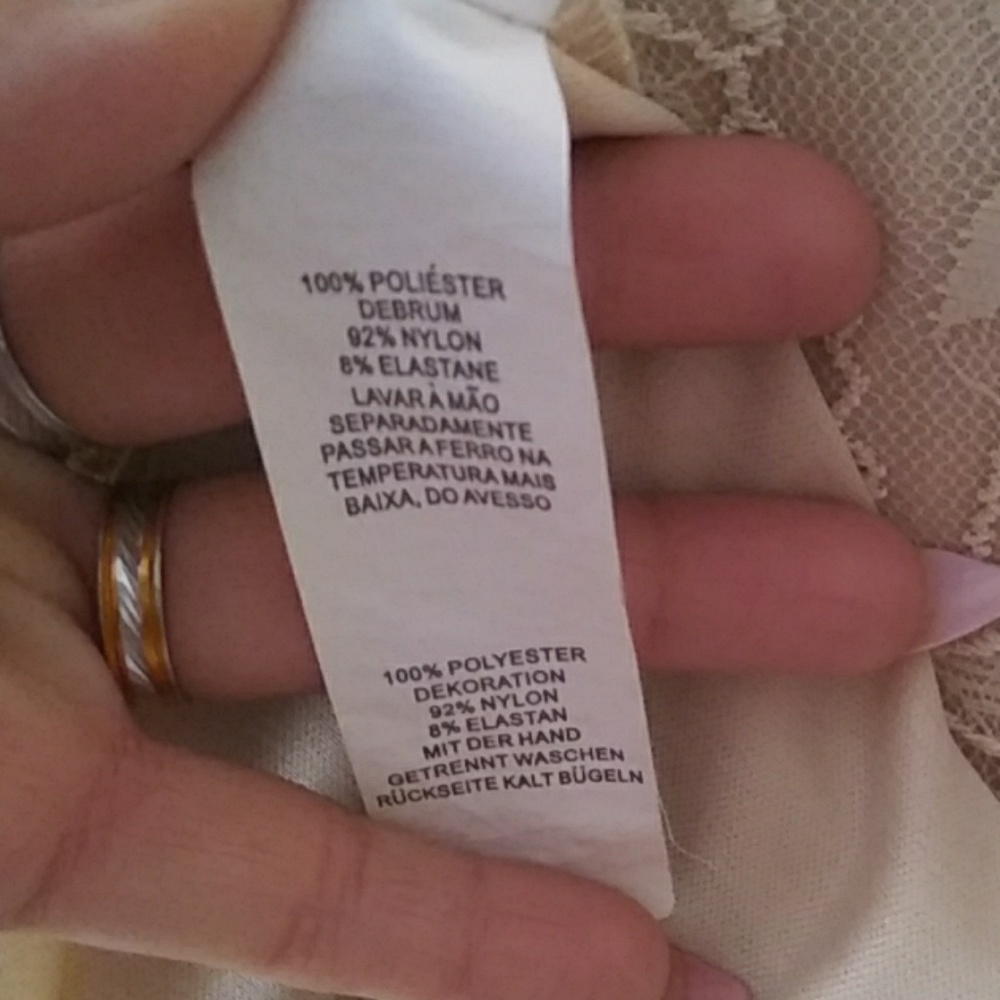 100% POLIÉSTER
DEBRUM
92% NYLON
8% ELASTANE
LAVAR À MÃO
SEPARADAMENTE
PASSAR A FERRO NA
TEMPERATURA MAIS
BAIXA, DO AVESSO
100% POLYESTER
DEKORATION
92% NYLON
8% ELASTAN
MIT DER HAND
GETRENNT WASCHEN
RÜCKSEITE KALT BÜGELN